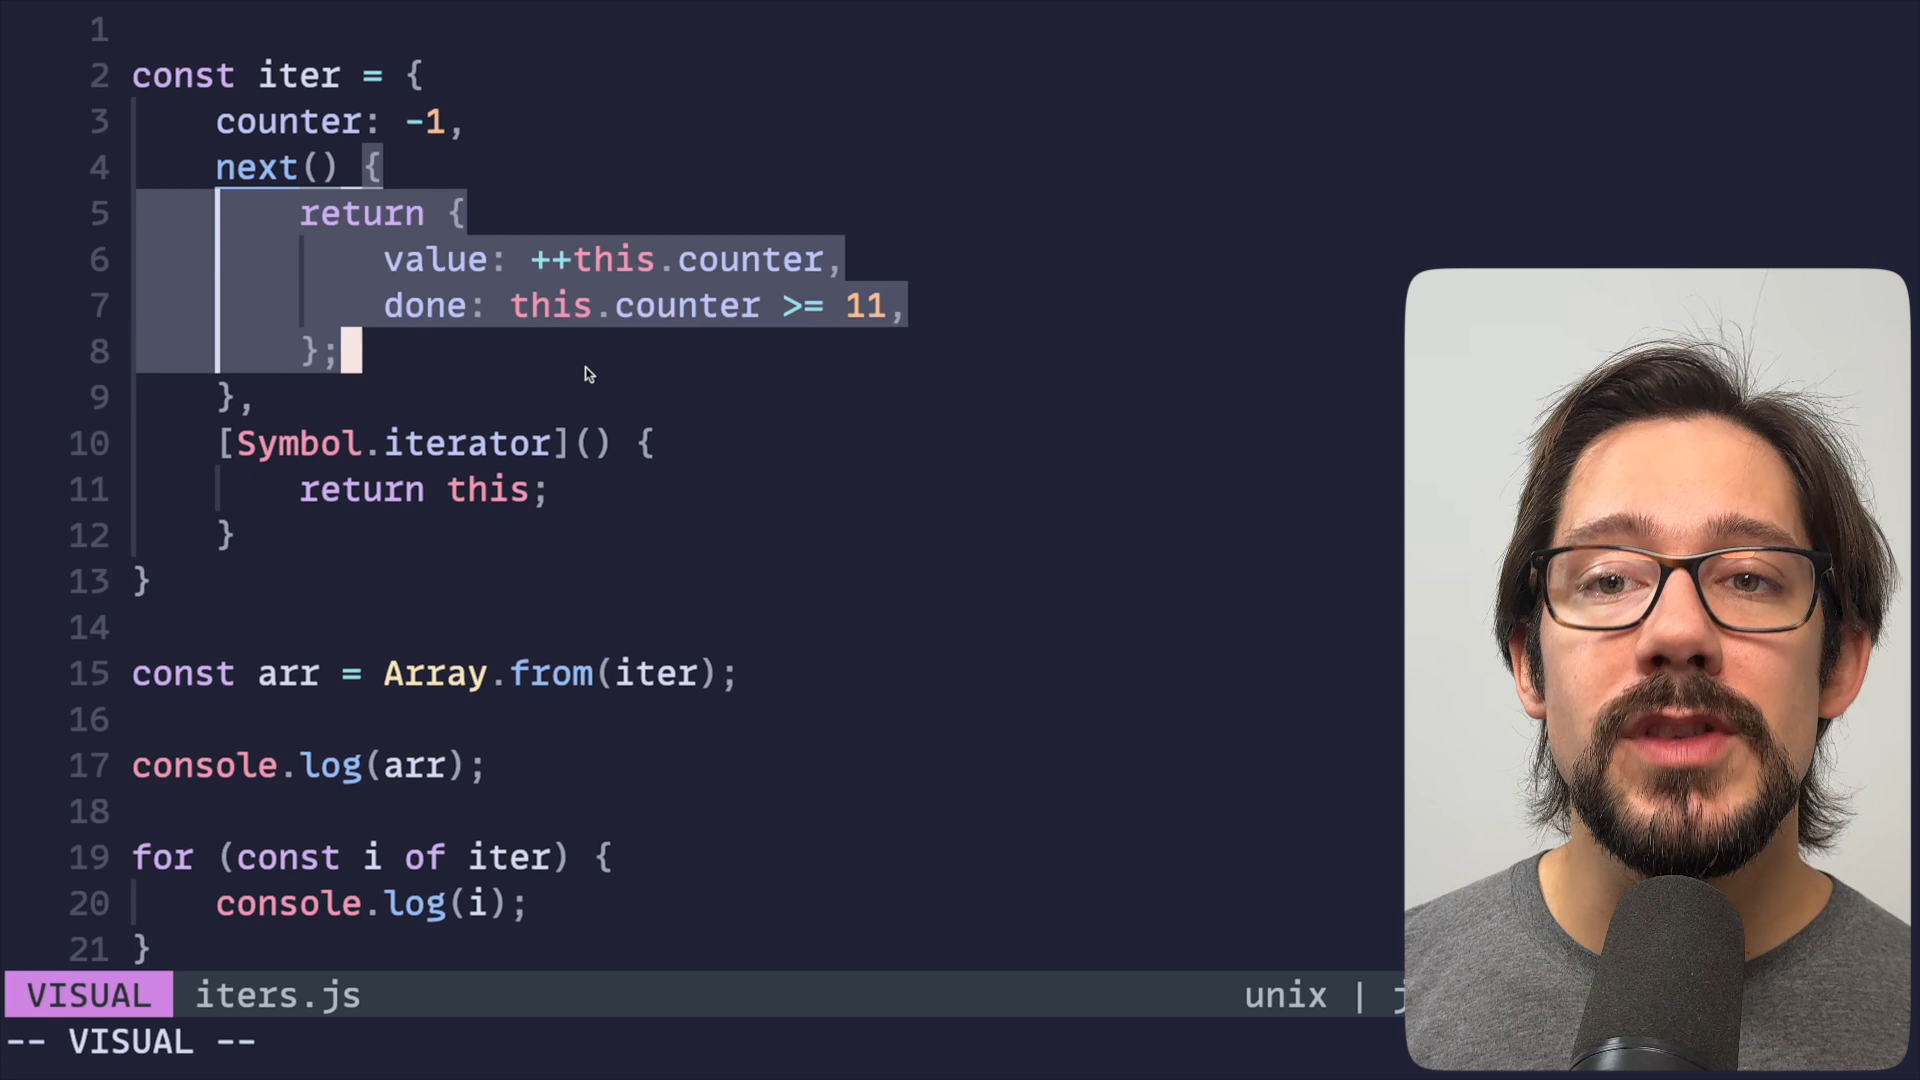 1
2 const iter = {
3     counter: -1,
4     next() {
5         return {
6             value: ++this.counter,
7             done: this.counter >= 11,
8         };
9     },
10     [Symbol.iterator]() {
11         return this;
12     }
13 }
14
15 const arr = Array.from(iter);
16
17 console.log(arr);
18
19 for (const i of iter) {
20     console.log(i);
21 }
VISUAL iters.js unix | j
-- VISUAL --